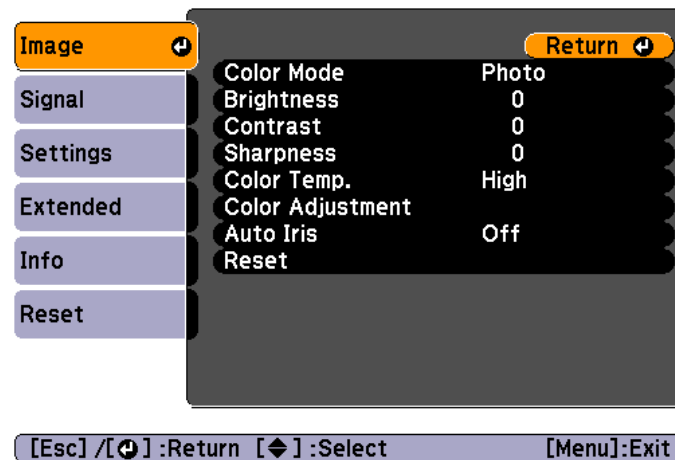 Image
Return
Color Mode Photo
Brightness 0
Contrast 0
Sharpness 0
Color Temp. High
Color Adjustment
Auto Iris Off
Reset
Signal
Settings
Extended
Info
Reset
[Esc] /[⏎] :Return [◆] :Select [Menu]:Exit